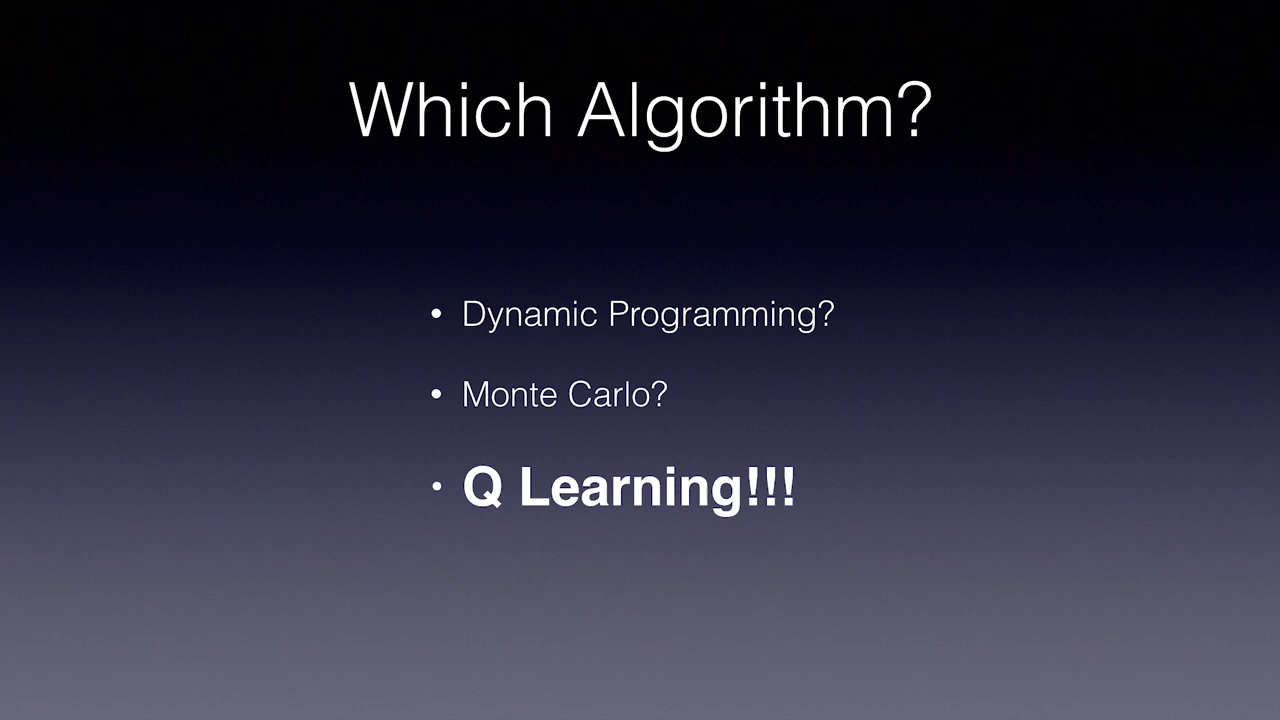 Which Algorithm?
• Dynamic Programming?
• Monte Carlo?
• Q Learning!!!